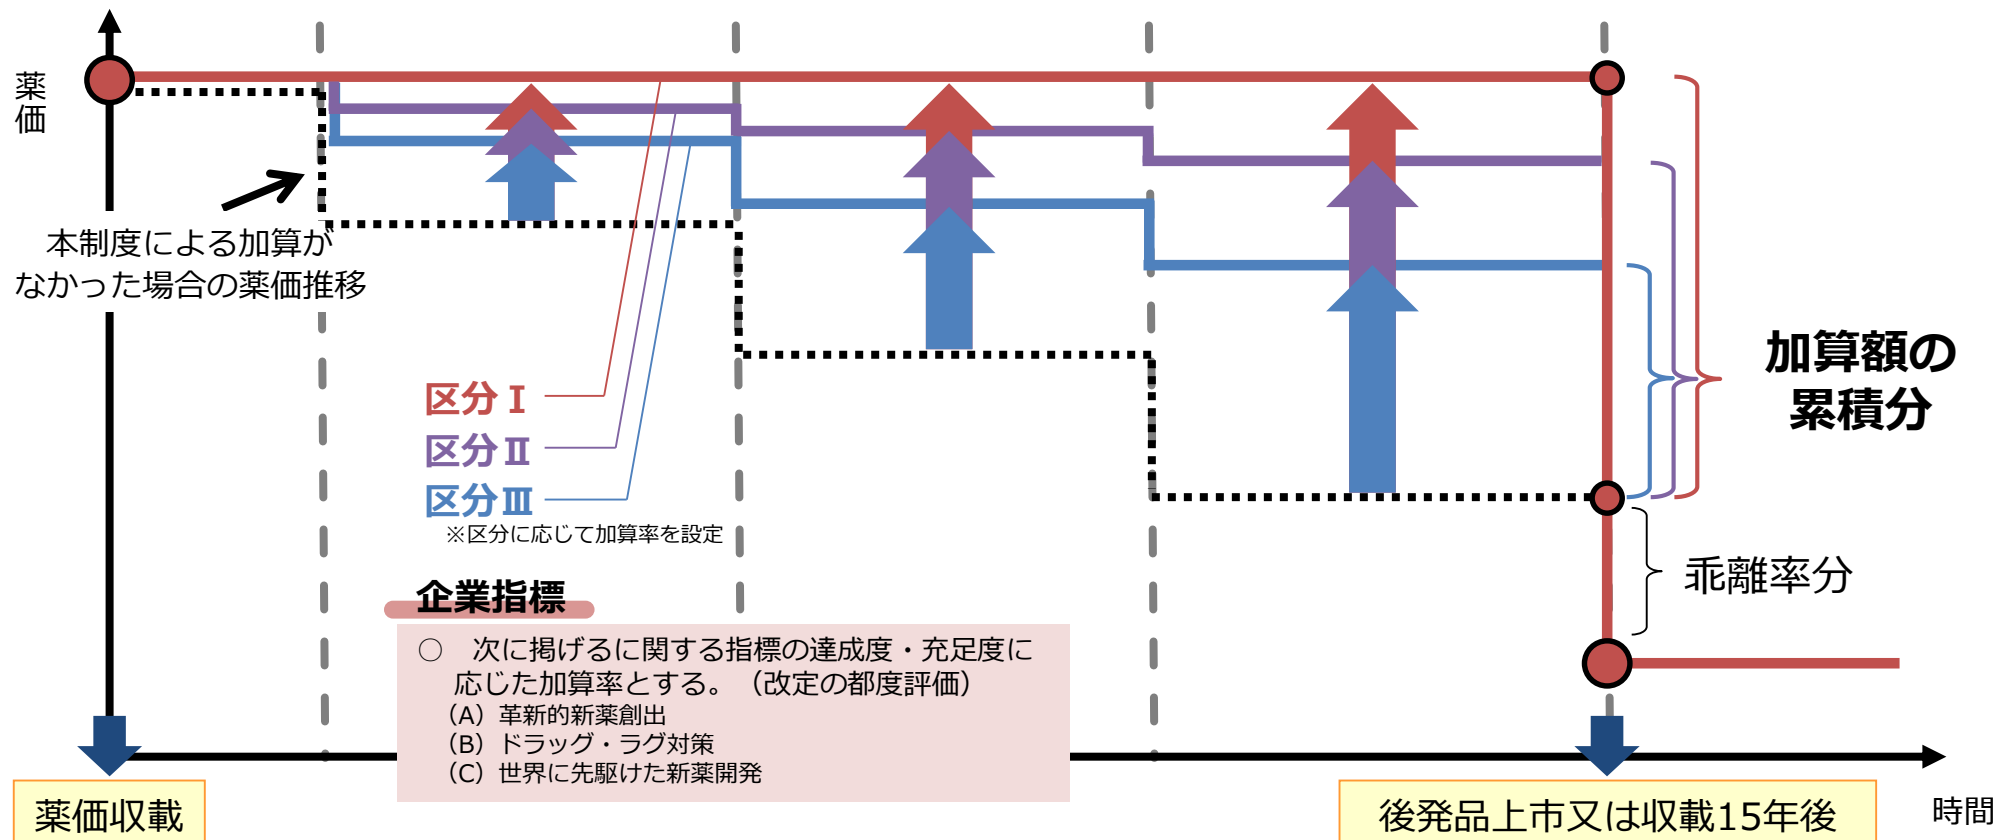 薬価
本制度による加算が
なかった場合の薬価推移
区分Ⅰ
区分Ⅱ
区分Ⅲ
※区分に応じて加算率を設定
企業指標
○　次に掲げるに関する指標の達成度・充足度に
応じた加算率とする。（改定の都度評価）
（A）革新的新薬創出
（B）ドラッグ・ラグ対策
（C）世界に先駆けた新薬開発
加算額の
累積分
乖離率分
薬価収載
後発品上市又は収載15年後
時間